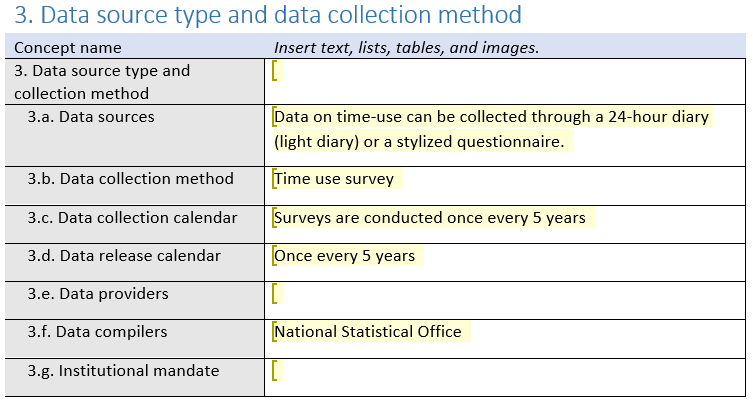 3. Data source type and data collection method
Concept name
Insert text, lists, tables, and images.
3. Data source type and
collection method
3.a. Data sources
Data on time-use can be collected through a 24-hour diary
(light diary) or a stylized questionnaire.
3.b. Data collection method
Time use survey
3.c. Data collection calendar
Surveys are conducted once every 5 years
3.d. Data release calendar
Once every 5 years
3.e. Data providers
3.f. Data compilers
National Statistical Office
3.g. Institutional mandate